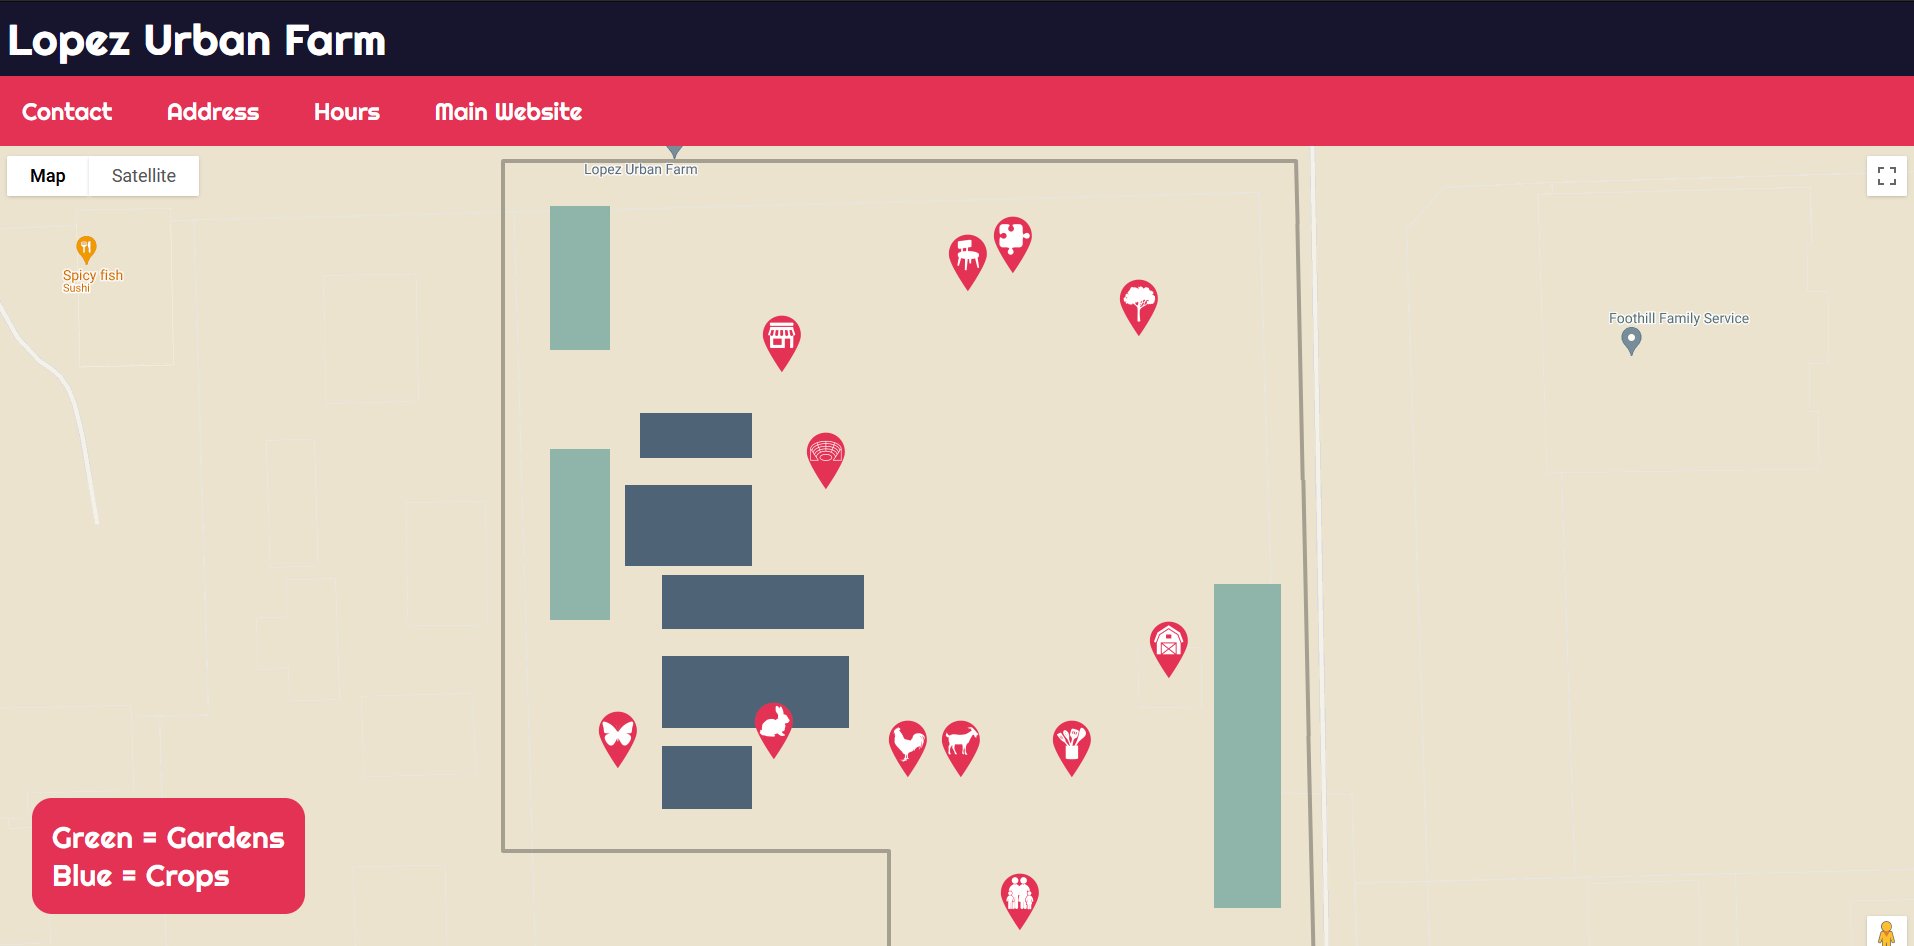 Lopez Urban Farm
Contact Address Hours Main Website
Map Satellite
Lopez Urban Farm
Spicy fish
Sushi
Foothill Family Service
Green = Gardens
Blue = Crops